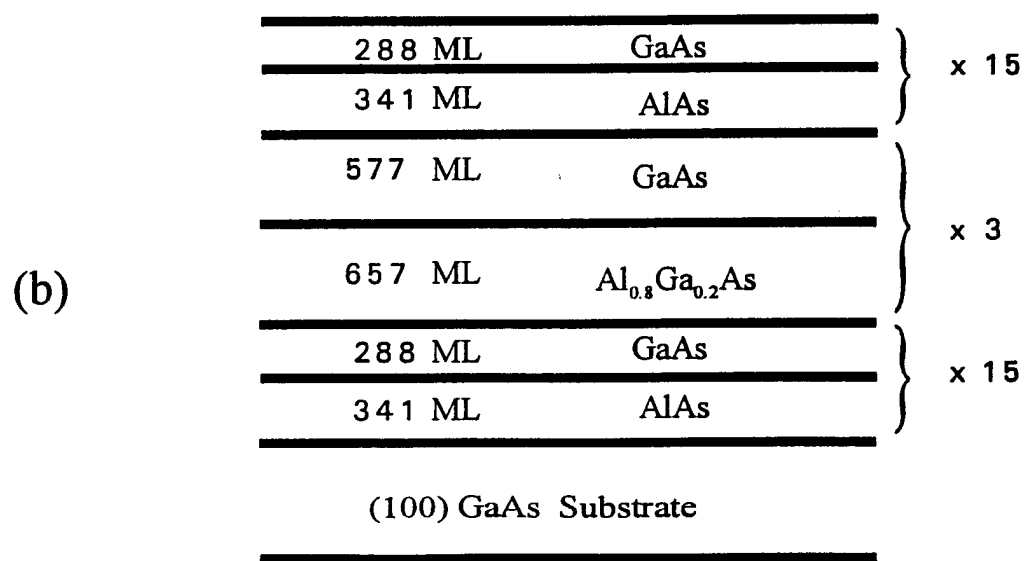 288 ML GaAs
x 15
341 ML AlAs
577 ML GaAs
x 3
(b)
657 ML Al₀.₈Ga₀.₂As
288 ML GaAs
x 15
341 ML AlAs
(100) GaAs Substrate